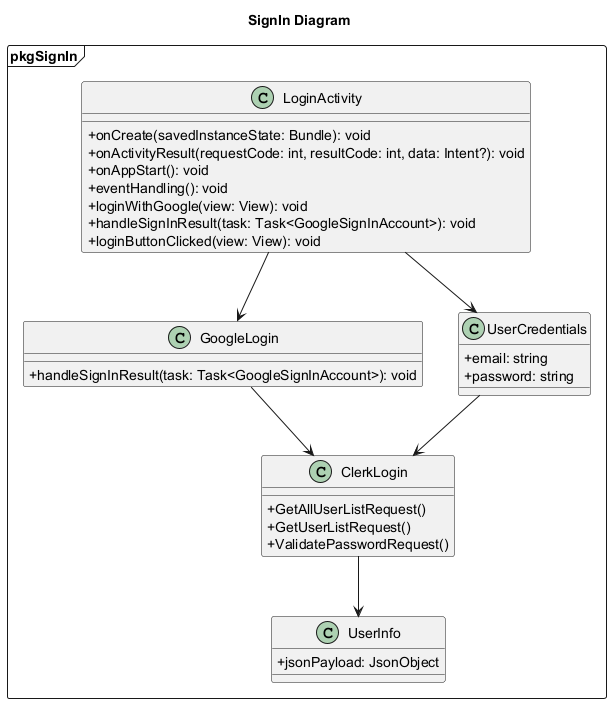 SignIn Diagram
pkgSignIn
C LoginActivity
+onCreate(savedInstanceState: Bundle): void
+onActivityResult(requestCode: int, resultCode: int, data: Intent?): void
+onAppStart(): void
+eventHandling(): void
+loginWithGoogle(view: View): void
+handleSignInResult(task: Task<GoogleSignInAccount>): void
+loginButtonClicked(view: View): void
C GoogleLogin
+handleSignInResult(task: Task<GoogleSignInAccount>): void
C UserCredentials
+email: string
+password: string
C ClerkLogin
+GetAllUserListRequest()
+GetUserListRequest()
+ValidatePasswordRequest()
C UserInfo
+jsonPayload: JsonObject